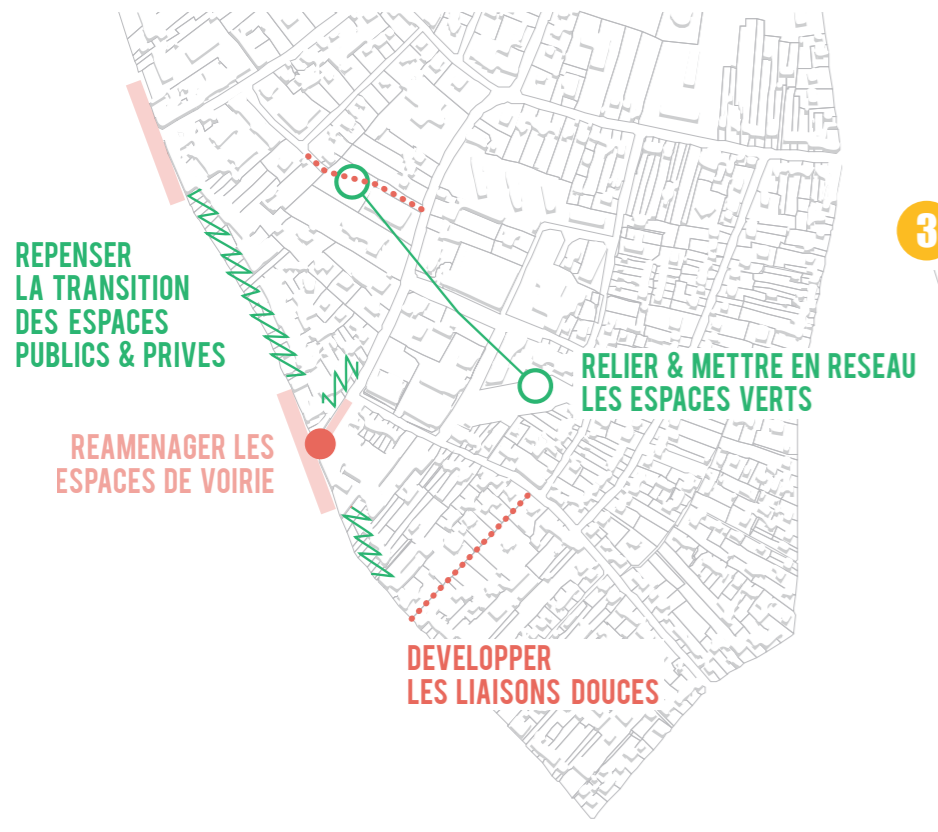 3
REPENSER
LA TRANSITION
DES ESPACES
PUBLICS & PRIVES
RELIER & METTRE EN RESEAU
LES ESPACES VERTS
REAMENAGER LES
ESPACES DE VOIRIE
DEVELOPPER
LES LIAISONS DOUCES